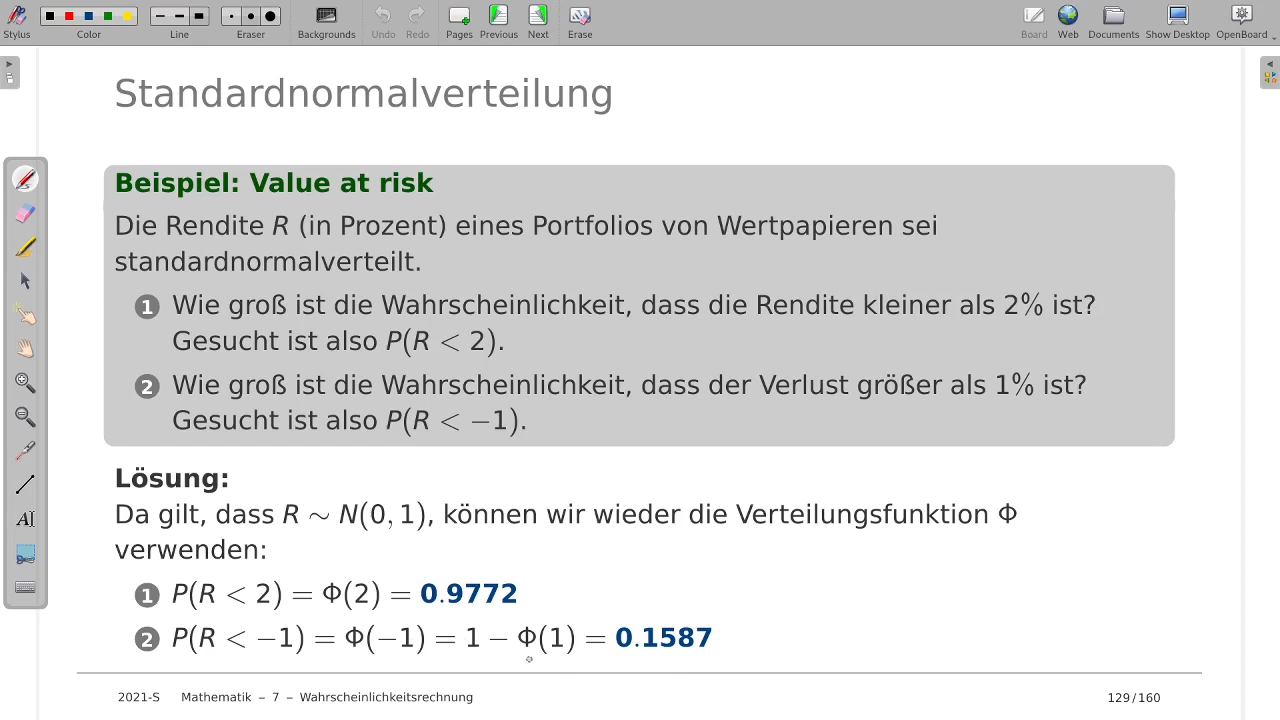 Stylus Color Line Eraser Backgrounds Undo Redo Pages Previous Next Erase Board Web Documents Show Desktop OpenBoard
Standardnormalverteilung
Beispiel: Value at risk
Die Rendite R (in Prozent) eines Portfolios von Wertpapieren sei
standardnormalverteilt.
1 Wie groß ist die Wahrscheinlichkeit, dass die Rendite kleiner als 2% ist?
Gesucht ist also P(R < 2).
2 Wie groß ist die Wahrscheinlichkeit, dass der Verlust größer als 1% ist?
Gesucht ist also P(R < −1).
Lösung:
Da gilt, dass R ∼ N(0, 1), können wir wieder die Verteilungsfunktion Φ
verwenden:
1 P(R < 2) = Φ(2) = 0.9772
2 P(R < −1) = Φ(−1) = 1 − Φ(1) = 0.1587
2021-S Mathematik – 7 – Wahrscheinlichkeitsrechnung 129/160